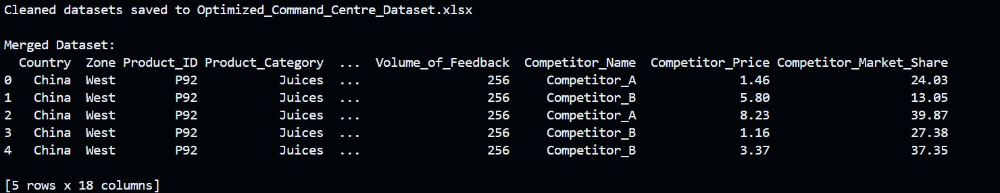 Cleaned datasets saved to Optimized_Command_Centre_Dataset.xlsx
Merged Dataset:
Country Zone Product_ID Product_Category ... Volume_of_Feedback Competitor_Name Competitor_Price Competitor_Market_Share
0 China West P92 Juices ... 256 Competitor_A 1.46 24.03
1 China West P92 Juices ... 256 Competitor_B 5.80 13.05
2 China West P92 Juices ... 256 Competitor_A 8.23 39.87
3 China West P92 Juices ... 256 Competitor_B 1.16 27.38
4 China West P92 Juices ... 256 Competitor_B 3.37 37.35
[5 rows x 18 columns]